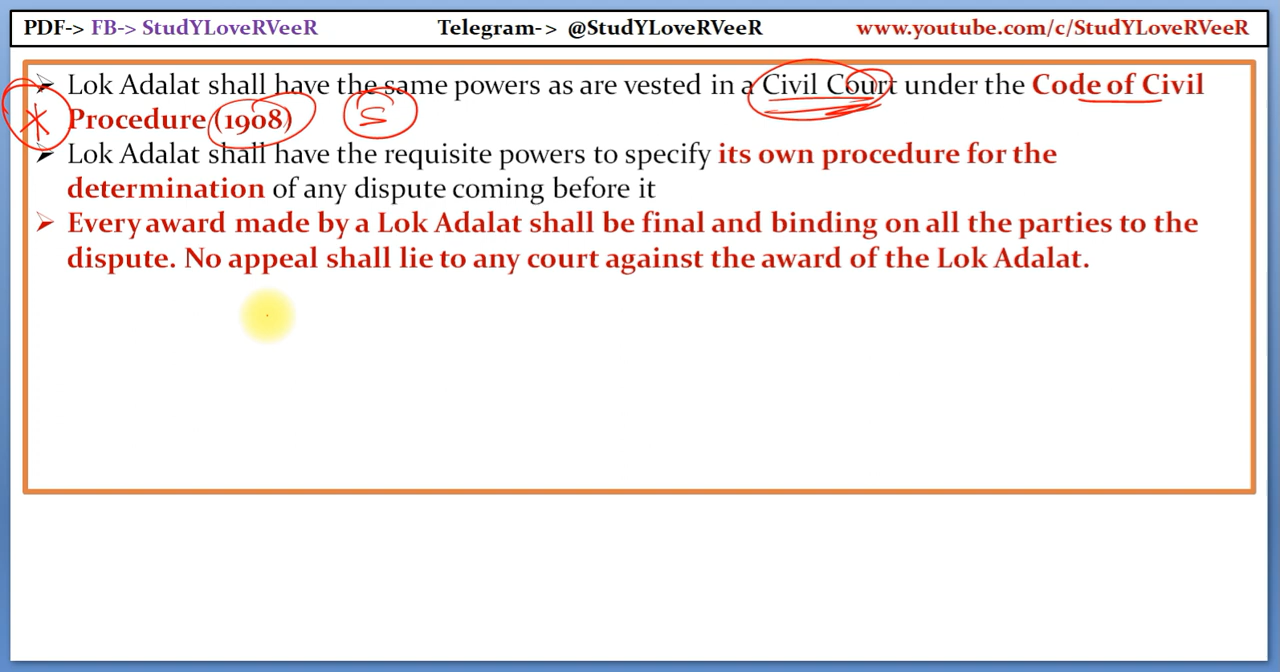 PDF-> FB-> StudYLoveRVeeR Telegram-> @StudYLoveRVeeR www.youtube.com/c/StudYLoveRVeeR
➢ Lok Adalat shall have the same powers as are vested in a Civil Court under the Code of Civil
Procedure (1908)
➢ Lok Adalat shall have the requisite powers to specify its own procedure for the
determination of any dispute coming before it
➢ Every award made by a Lok Adalat shall be final and binding on all the parties to the
dispute. No appeal shall lie to any court against the award of the Lok Adalat.